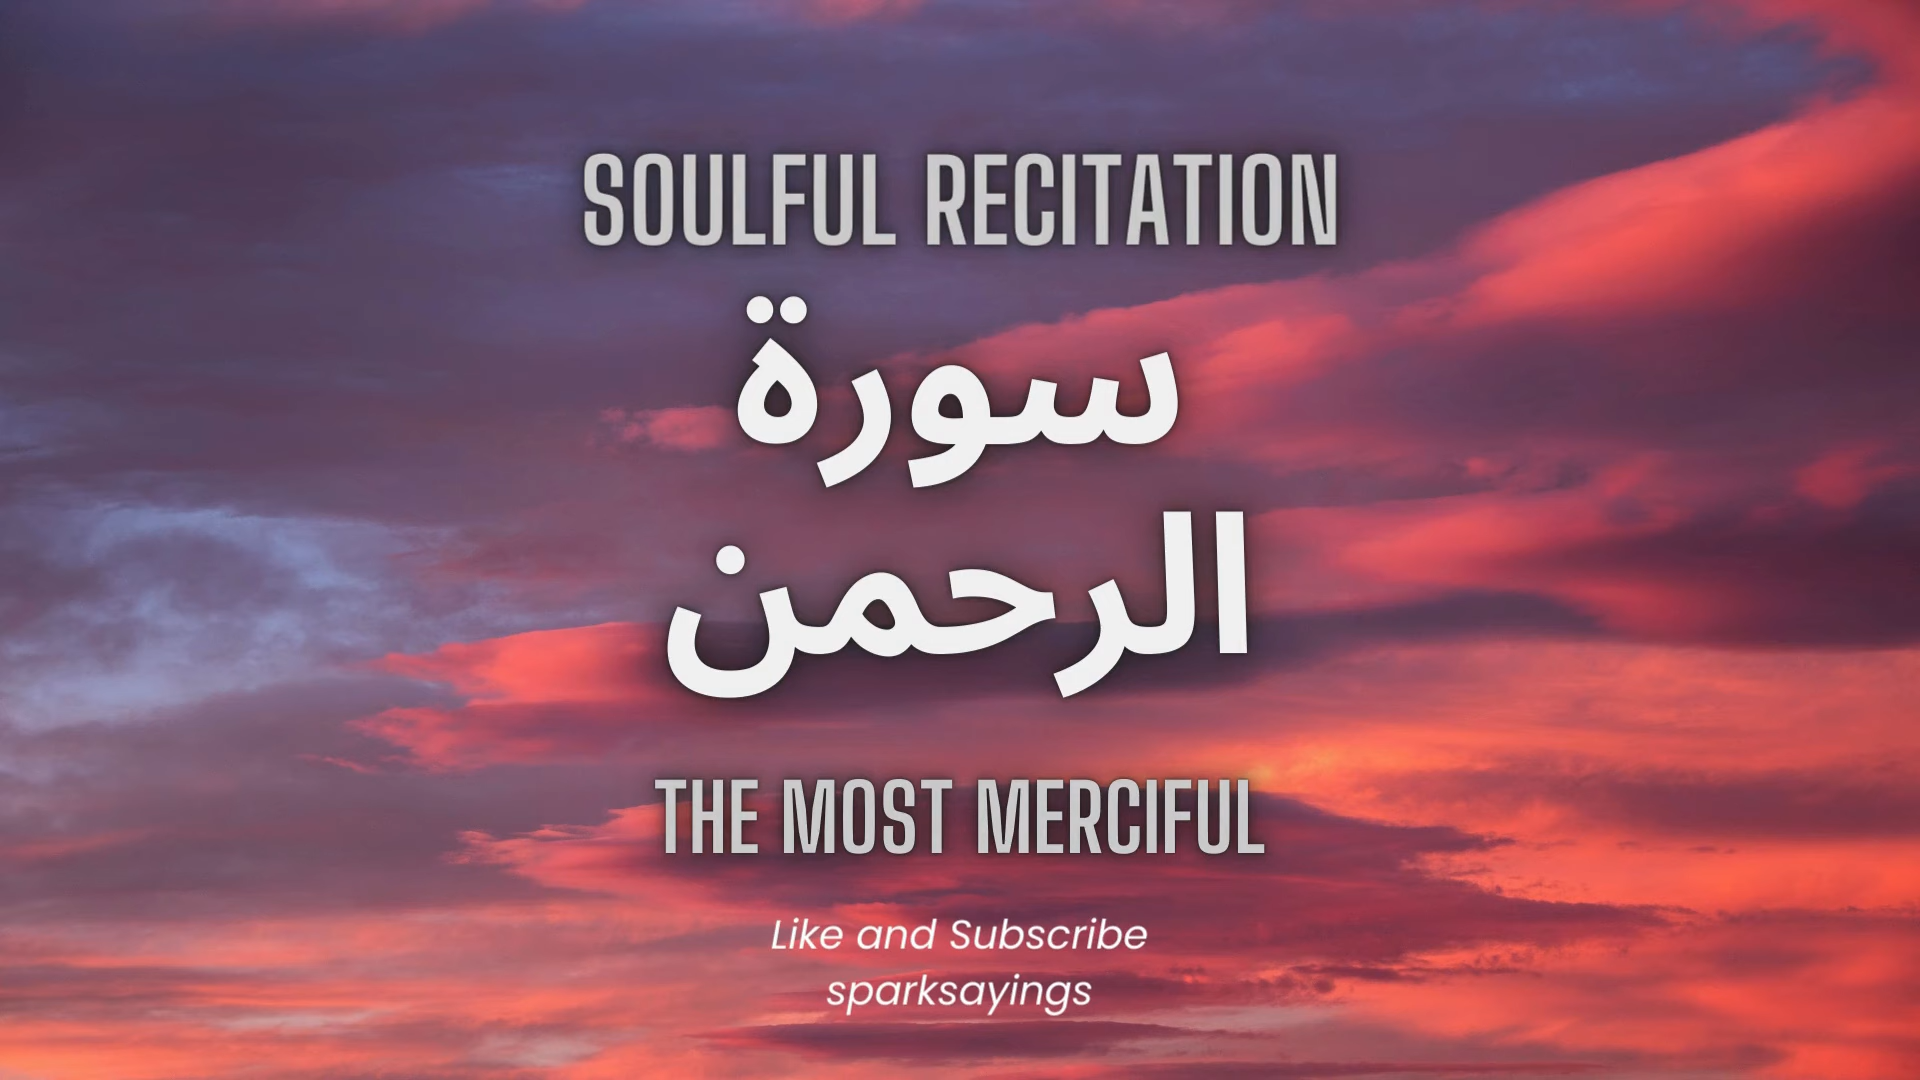 SOULFUL RECITATION
سورة
الرحمن
THE MOST MERCIFUL
Like and Subscribe
sparksayings